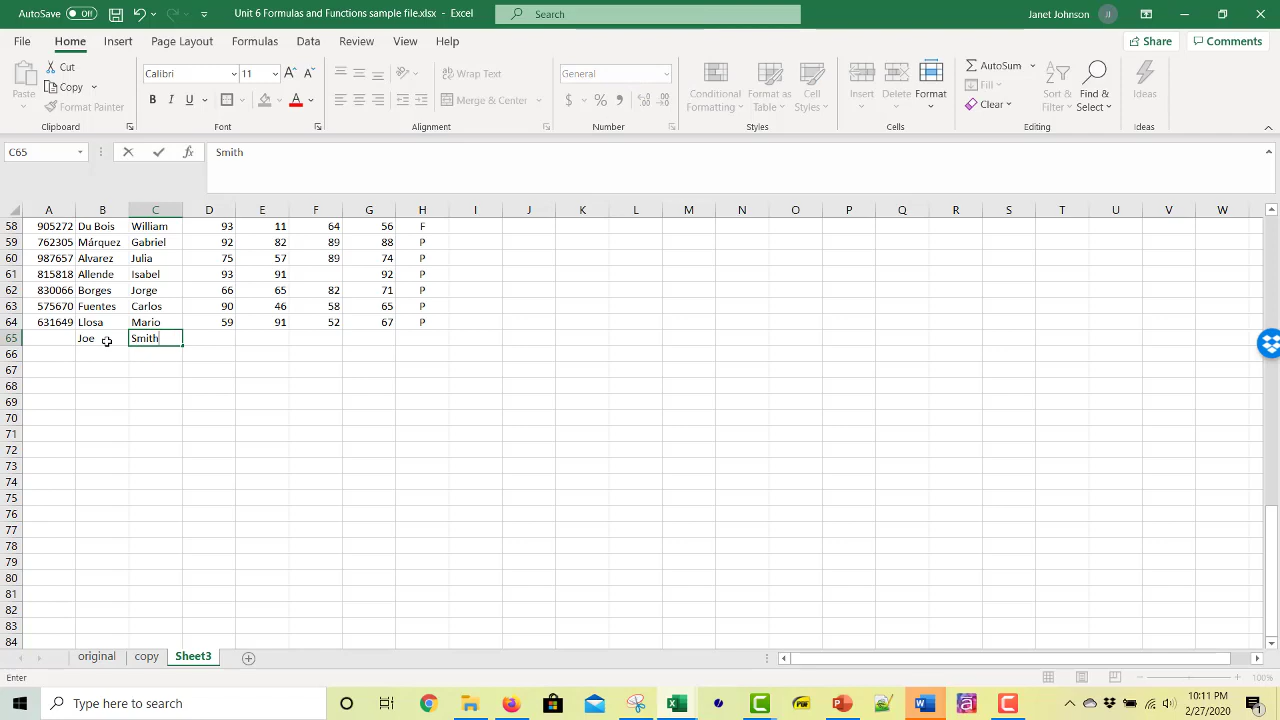 AutoSave Off Unit 6 Formulas and Functions sample file.xlsx - Excel Search Janet Johnson JJ
File Home Insert Page Layout Formulas Data Review View Help Share Comments
Paste Cut Calibri 11 Wrap Text General Conditional Formatting Format as Table Cell Styles Insert Delete Format AutoSum Sort & Filter Find & Select Ideas
Copy Fill
Format Painter B I U A Merge & Center $ % , Clear
Clipboard Font Alignment Number Styles Cells Editing Ideas
C65 fx Smith
A B C D E F G H I J K L M N O P Q R S T U V W
58 905272 Du Bois William 93 11 64 56 F
59 762305 Márquez Gabriel 92 82 89 88 P
60 987657 Alvarez Julia 75 57 89 74 P
61 815818 Allende Isabel 93 91 92 P
62 830066 Borges Jorge 66 65 82 71 P
63 575670 Fuentes Carlos 90 46 58 65 P
64 631649 Llosa Mario 59 91 52 67 P
65 Joe Smith
66
67
68
69
70
71
72
73
74
75
76
77
78
79
80
81
82
83
84
original copy Sheet3
Enter 100%
Type here to search 10:11 PM
2/27/2020